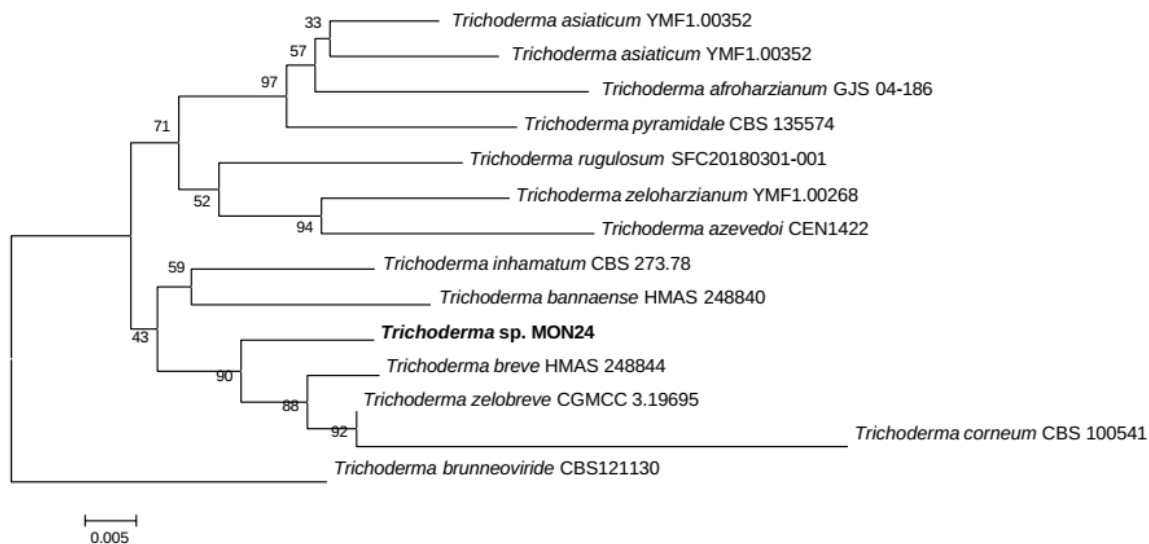 33
Trichoderma asiaticum YMF1.00352
57
Trichoderma asiaticum YMF1.00352
97
Trichoderma afroharzianum GJS 04-186
71
Trichoderma pyramidale CBS 135574
Trichoderma rugulosum SFC20180301-001
52
Trichoderma zeloharzianum YMF1.00268
94
Trichoderma azevedoi CEN1422
59
Trichoderma inhamatum CBS 273.78
Trichoderma bannaense HMAS 248840
43
Trichoderma sp. MON24
90
Trichoderma breve HMAS 248844
88
Trichoderma zelobreve CGMCC 3.19695
92
Trichoderma corneum CBS 100541
Trichoderma brunneoviride CBS121130
0.005